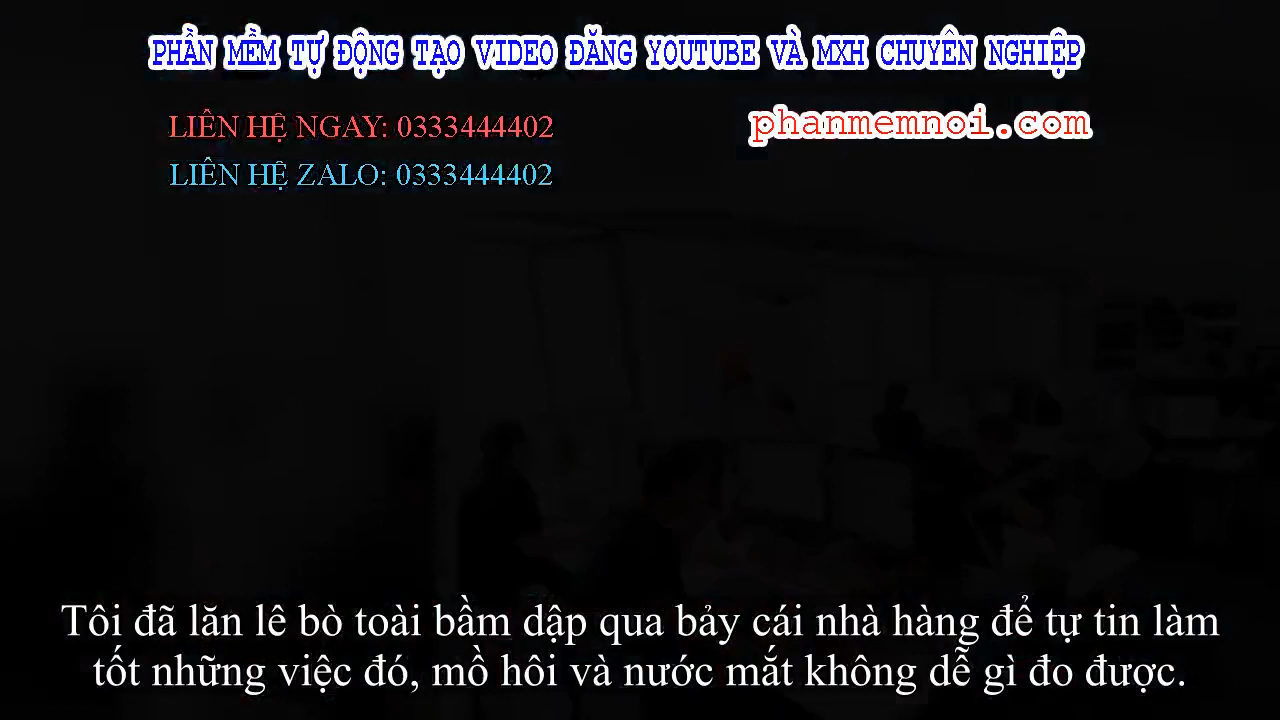 PHẦN MỀM TỰ ĐỘNG TẠO VIDEO ĐĂNG YOUTUBE VÀ MXH CHUYÊN NGHIỆP
LIÊN HỆ NGAY: 0333444402
phanmemnoi.com
LIÊN HỆ ZALO: 0333444402
Tôi đã lăn lê bò toài bầm dập qua bảy cái nhà hàng để tự tin làm
tốt những việc đó, mồ hôi và nước mắt không dễ gì đo được.